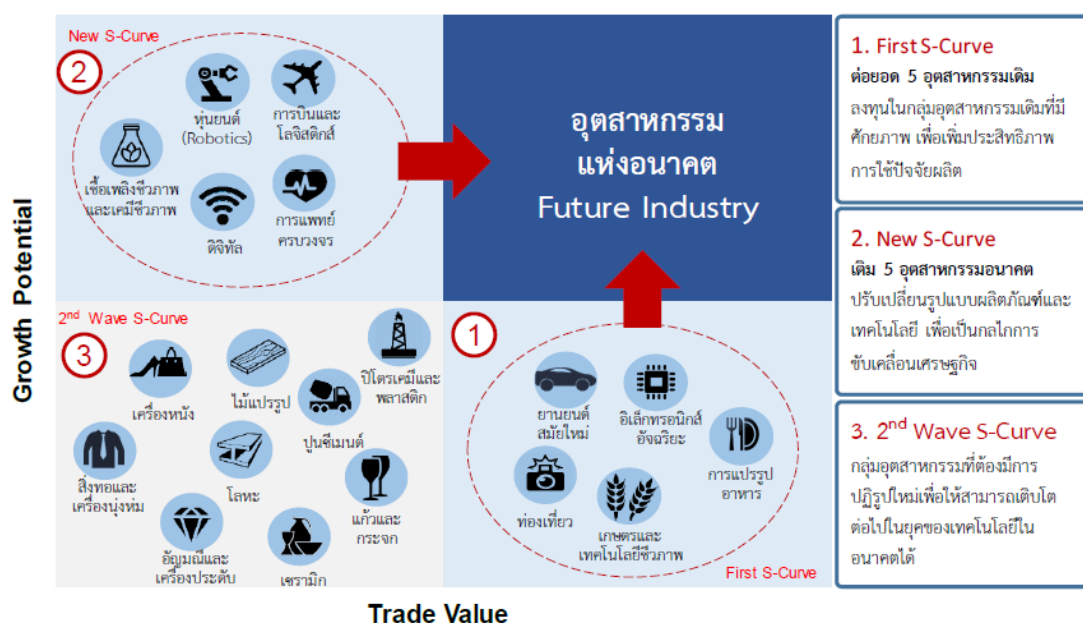 New S-Curve
2
หุ่นยนต์
(Robotics)
การบินและ
โลจิสติกส์
เชื้อเพลิงชีวภาพ
และเคมีชีวภาพ
ดิจิทัล
การแพทย์
ครบวงจร
อุตสาหกรรม
แห่งอนาคต
Future Industry
Growth Potential
2nd Wave S-Curve
3
เครื่องหนัง
ไม้แปรรูป
ปิโตรเคมีและ
พลาสติก
ปูนซีเมนต์
สิ่งทอและ
เครื่องนุ่งห่ม
โลหะ
แก้วและ
กระจก
อัญมณีและ
เครื่องประดับ
เซรามิก
1
ยานยนต์
สมัยใหม่
อิเล็กทรอนิกส์
อัจฉริยะ
การแปรรูป
อาหาร
ท่องเที่ยว
เกษตรและ
เทคโนโลยีชีวภาพ
First S-Curve
Trade Value
1. First S-Curve
ต่อยอด 5 อุตสาหกรรมเดิม
ลงทุนในกลุ่มอุตสาหกรรมเดิมที่มี
ศักยภาพ เพื่อเพิ่มประสิทธิภาพ
การใช้ปัจจัยผลิต
2. New S-Curve
เติม 5 อุตสาหกรรมอนาคต
ปรับเปลี่ยนรูปแบบผลิตภัณฑ์และ
เทคโนโลยี เพื่อเป็นกลไกการ
ขับเคลื่อนเศรษฐกิจ
3. 2nd Wave S-Curve
กลุ่มอุตสาหกรรมที่ต้องมีการ
ปฏิรูปใหม่เพื่อให้สามารถเติบโต
ต่อไปในยุคของเทคโนโลยีใน
อนาคตได้